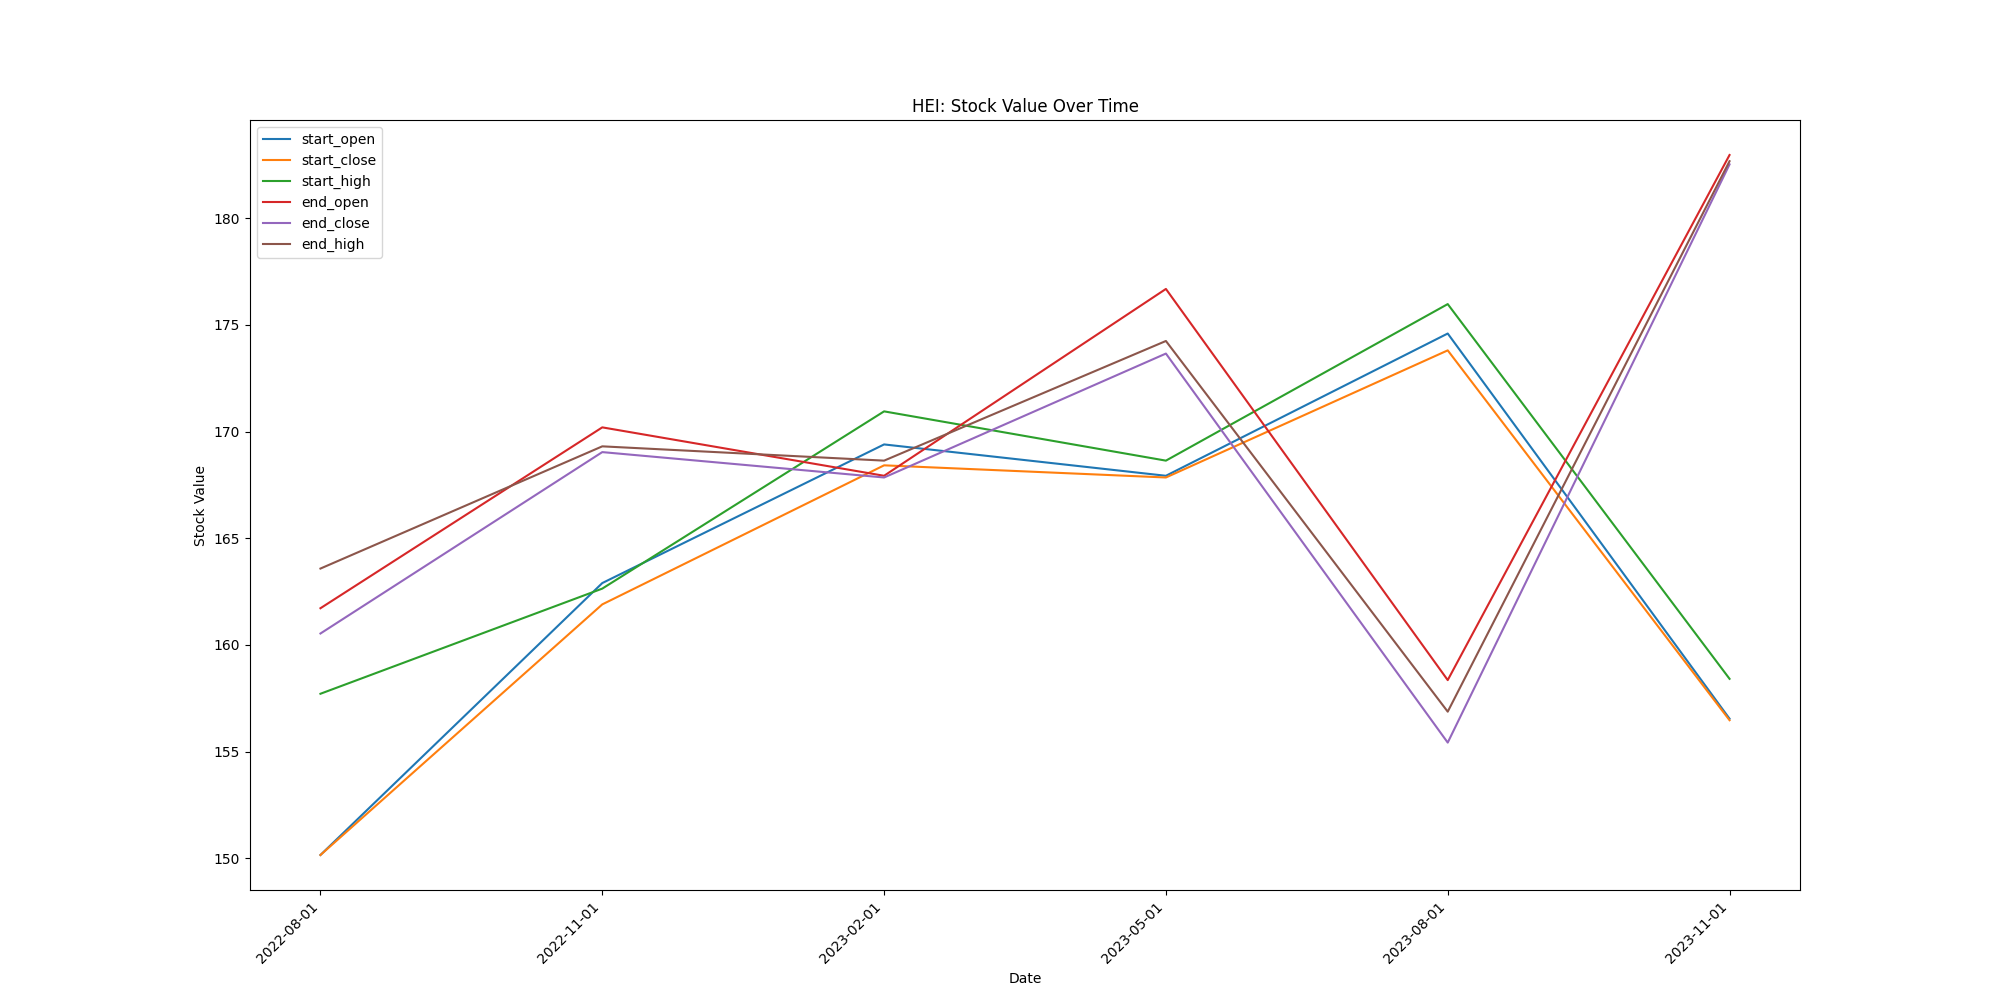 HEI: Stock Value Over Time
start_open
start_close
start_high
end_open
end_close
end_high
Stock Value
180
175
170
165
160
155
150
2022-08-01
2022-11-01
2023-02-01
2023-05-01
2023-08-01
2023-11-01
Date